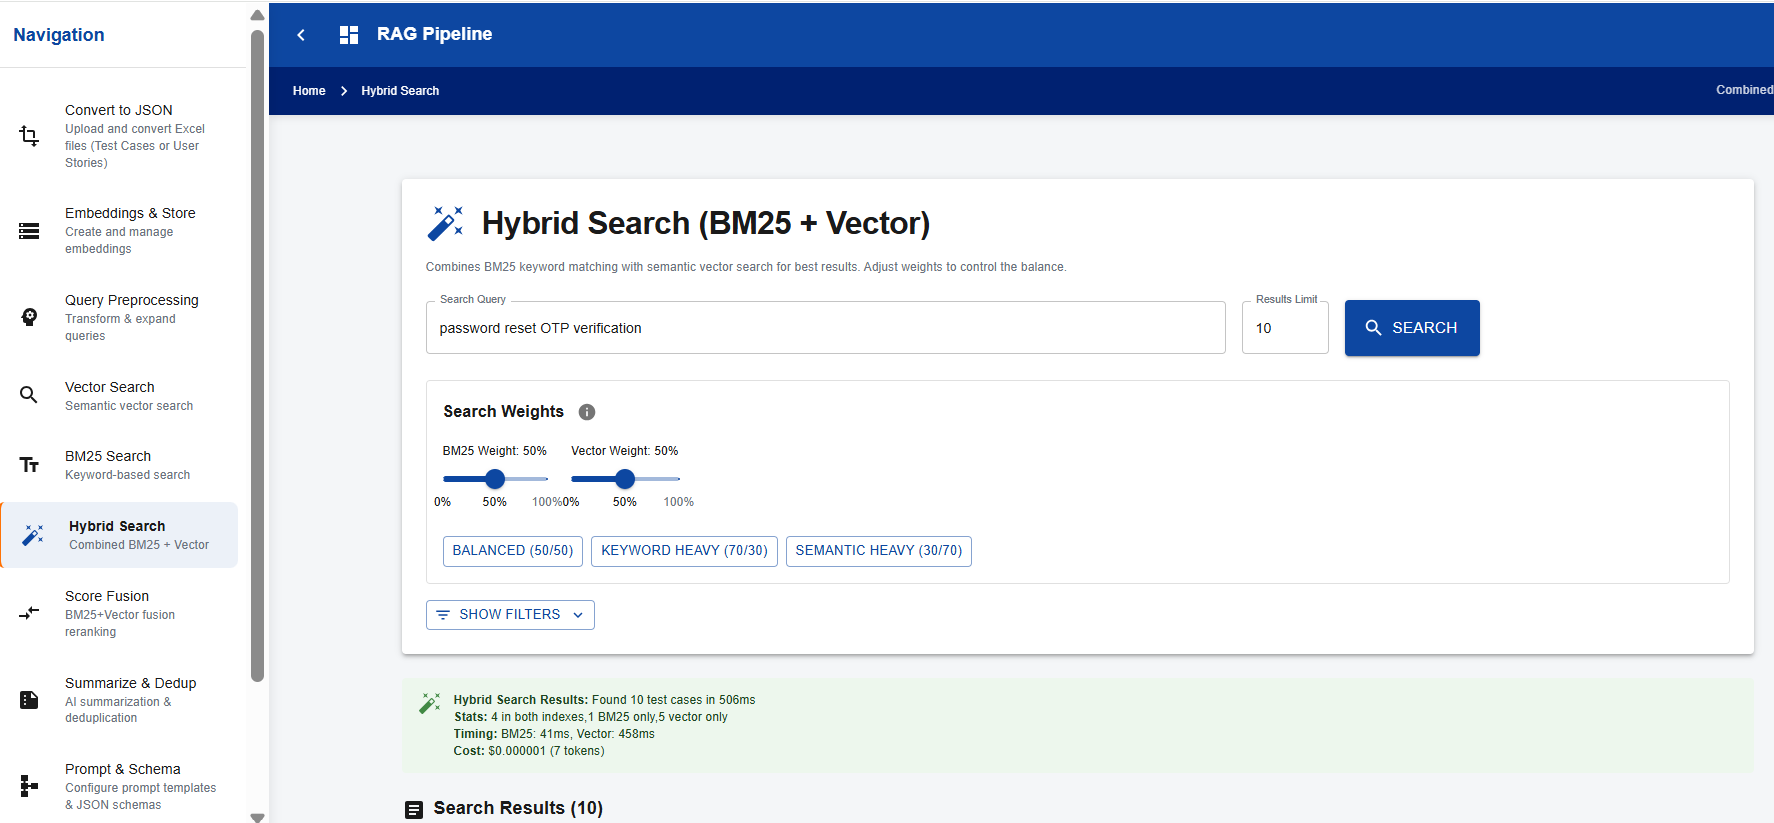 Navigation
Convert to JSON
Upload and convert Excel
files (Test Cases or User
Stories)
Embeddings & Store
Create and manage
embeddings
Query Preprocessing
Transform & expand
queries
Vector Search
Semantic vector search
BM25 Search
Keyword-based search
Hybrid Search
Combined BM25 + Vector
Score Fusion
BM25+Vector fusion
reranking
Summarize & Dedup
AI summarization &
deduplication
Prompt & Schema
Configure prompt templates
& JSON schemas
RAG Pipeline
Home
Hybrid Search
Combined
Hybrid Search (BM25 + Vector)
Combines BM25 keyword matching with semantic vector search for best results. Adjust weights to control the balance.
Search Query
password reset OTP verification
Results Limit
10
SEARCH
Search Weights
BM25 Weight: 50% Vector Weight: 50%
0% 50% 100%0% 50% 100%
BALANCED (50/50) KEYWORD HEAVY (70/30) SEMANTIC HEAVY (30/70)
SHOW FILTERS
Hybrid Search Results: Found 10 test cases in 506ms
Stats: 4 in both indexes,1 BM25 only,5 vector only
Timing: BM25: 41ms, Vector: 458ms
Cost: $0.000001 (7 tokens)
Search Results (10)